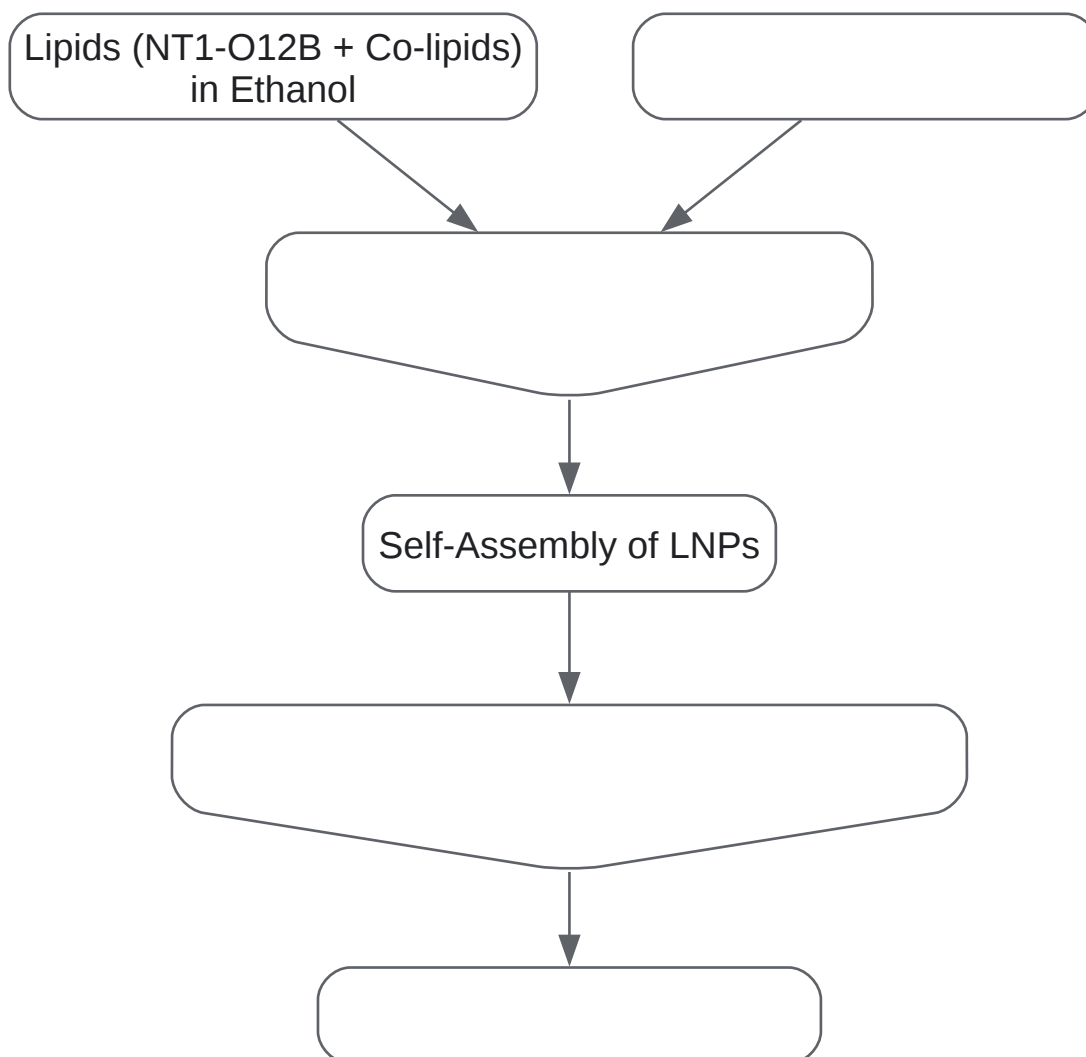 Lipids (NT1-O12B + Co-lipids)
in Ethanol
Self-Assembly of LNPs